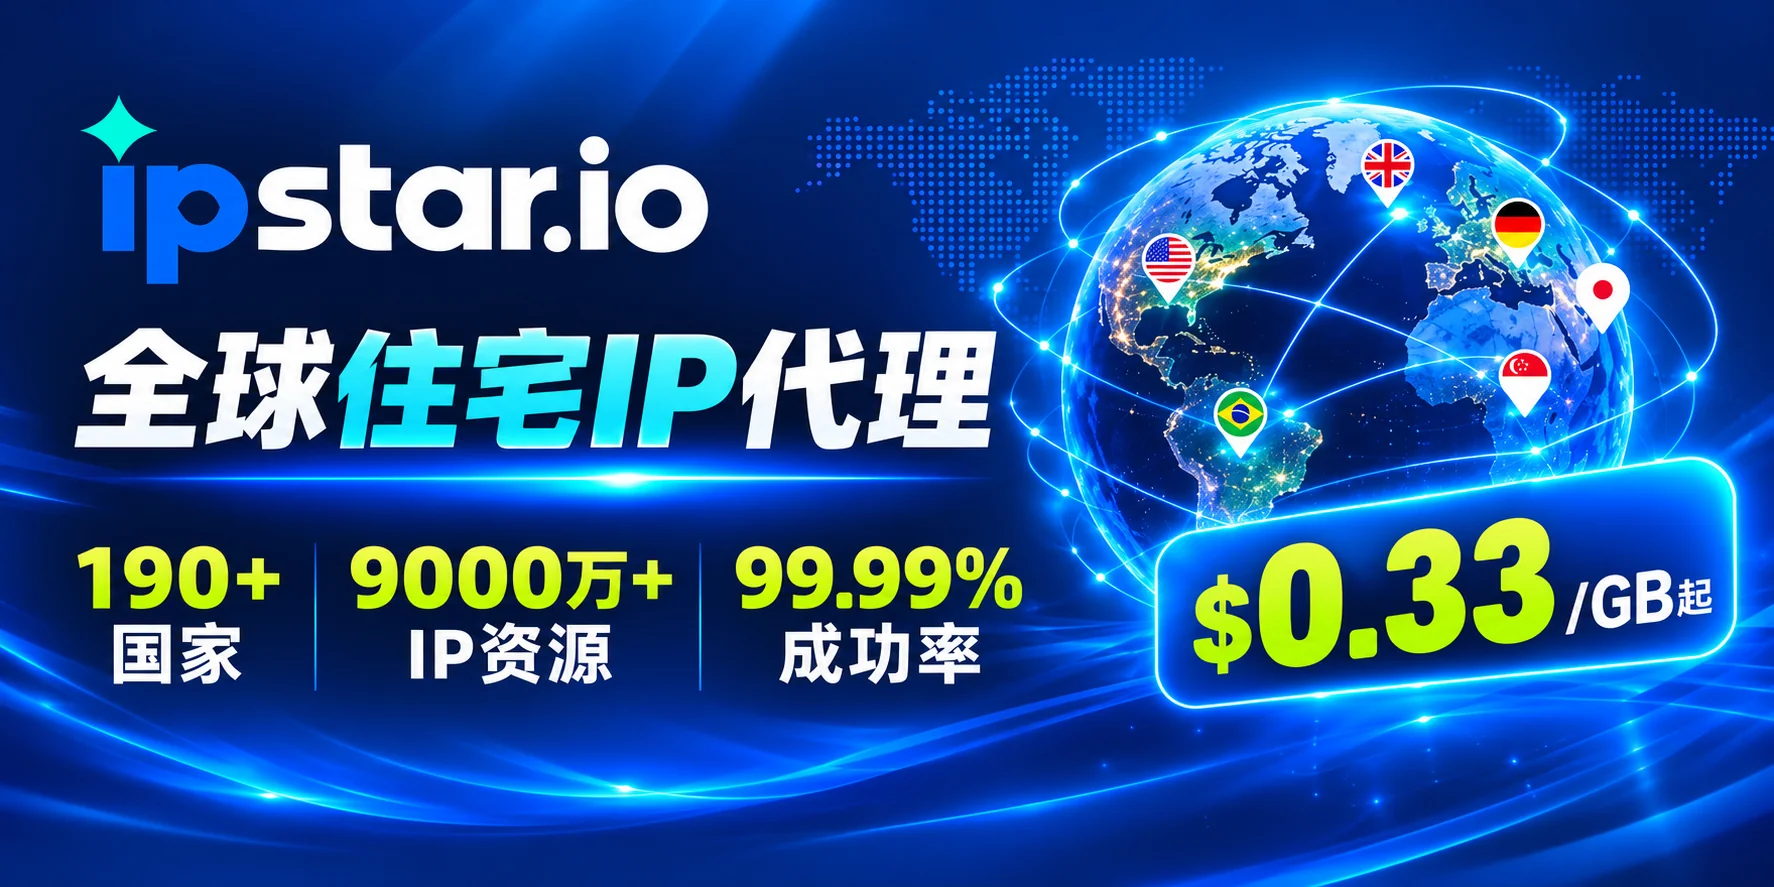 ipstar.io
全球住宅IP代理
190+
国家
9000万+
IP资源
99.99%
成功率
$0.33/GB起